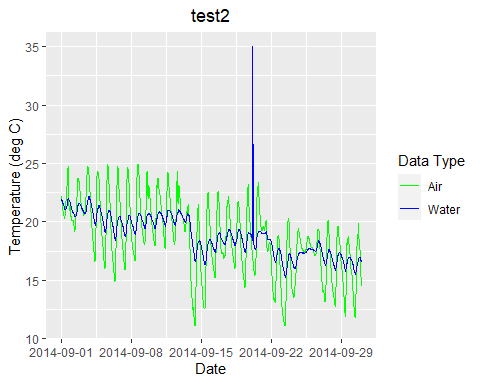 test2
35
30
25
20
15
10
Temperature (deg C)
2014-09-01 2014-09-08 2014-09-15 2014-09-22 2014-09-29
Date
Data Type
Air
Water